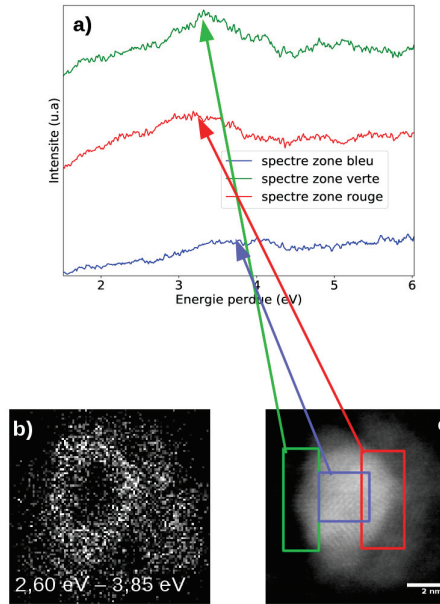 a)
Intensite (u.a)
spectre zone bleu
spectre zone verte
spectre zone rouge
2 3 4 5 6
Energie perdue (eV)
b)
2,60 eV – 3,85 eV
2 nm